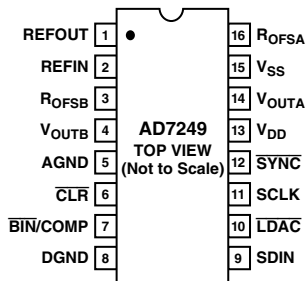 REFOUT 1
REFIN 2
ROFSB 3
VOUTB 4
AGND 5
CLR 6
BIN/COMP 7
DGND 8
AD7249
TOP VIEW
(Not to Scale)
16 ROFSA
15 VSS
14 VOUTA
13 VDD
12 SYNC
11 SCLK
10 LDAC
9 SDIN